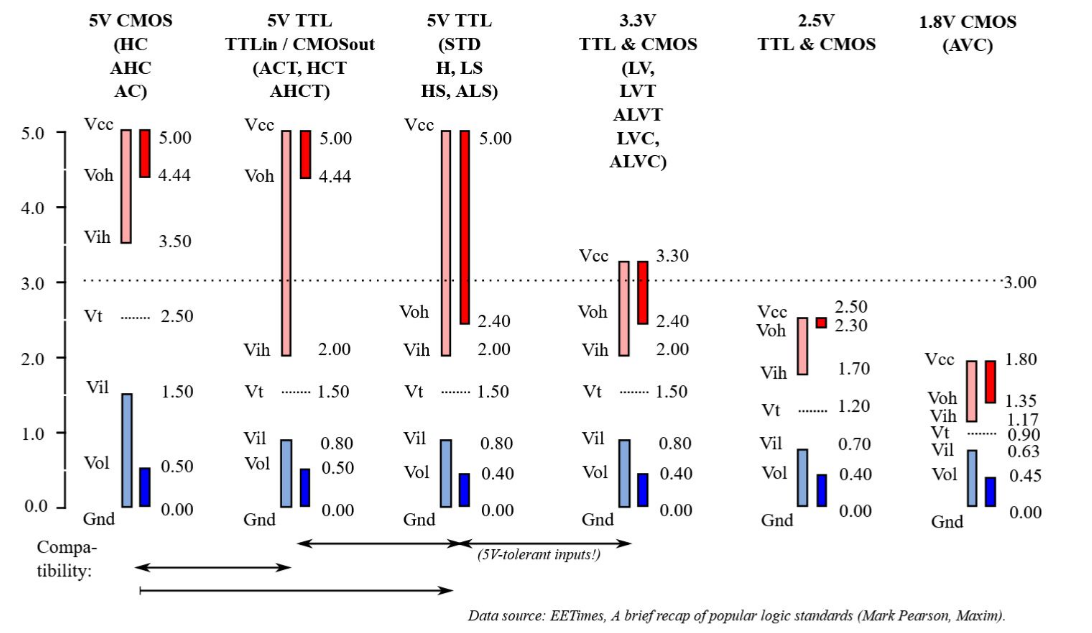 5V CMOS
(HC
AHC
AC)
5V TTL
TTLin / CMOSout
(ACT, HCT
AHCT)
5V TTL
(STD
H, LS
HS, ALS)
3.3V
TTL & CMOS
(LV,
LVT
ALVT
LVC,
ALVC)
2.5V
TTL & CMOS
1.8V CMOS
(AVC)
5.0
4.0
3.0
2.0
1.0
0.0
Vcc
5.00
Voh
4.44
Vih
3.50
Vt
2.50
Vil
1.50
Vol
0.50
0.00
Gnd
Vcc
5.00
Voh
4.44
Vih
2.00
Vt
1.50
Vil
0.80
Vol
0.50
0.00
Gnd
Vcc
5.00
Voh
2.40
Vih
2.00
Vt
1.50
Vil
0.80
Vol
0.40
0.00
Gnd
Vcc
3.30
Voh
2.40
Vih
2.00
Vt
1.50
Vil
0.80
Vol
0.40
0.00
Gnd
Vcc
2.50
Voh
2.30
Vih
1.70
Vt
1.20
Vil
0.70
Vol
0.40
0.00
Gnd
3.00
Vcc
1.80
Voh
1.35
Vih
1.17
Vt
0.90
Vil
0.63
Vol
0.45
0.00
Gnd
Compa-
tibility:
(5V-tolerant inputs!)
Data source: EETimes, A brief recap of popular logic standards (Mark Pearson, Maxim).